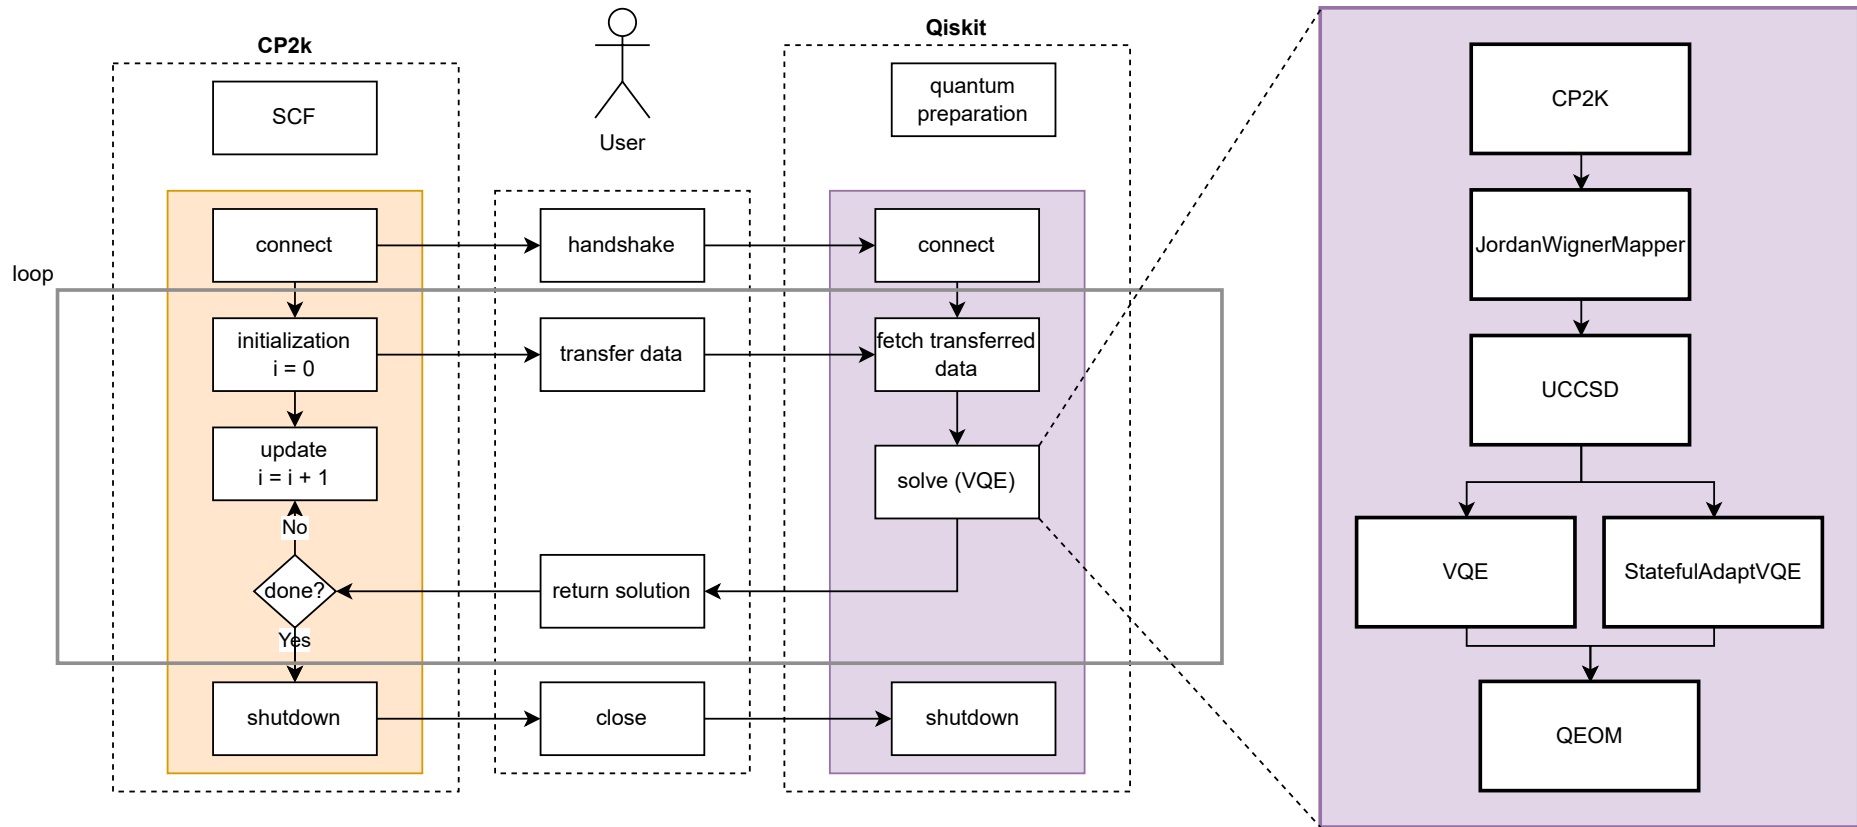 CP2k
SCF
User
Qiskit
quantum
preparation
connect
handshake
connect
loop
initialization
i = 0
transfer data
fetch transferred
data
update
i = i + 1
solve (VQE)
No
done?
return solution
Yes
shutdown
close
shutdown
CP2K
JordanWignerMapper
UCCSD
VQE
StatefulAdaptVQE
QEOM